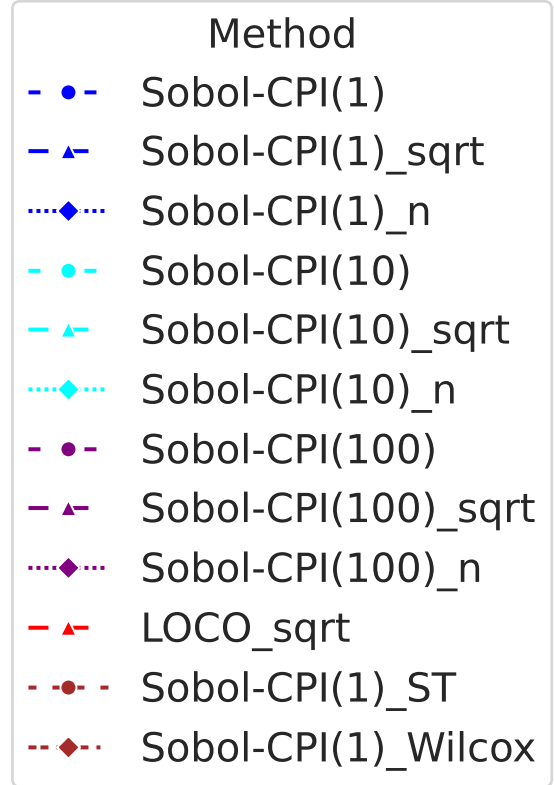 Method
Sobol-CPI(1)
Sobol-CPI(1)_sqrt
Sobol-CPI(1)_n
Sobol-CPI(10)
Sobol-CPI(10)_sqrt
Sobol-CPI(10)_n
Sobol-CPI(100)
Sobol-CPI(100)_sqrt
Sobol-CPI(100)_n
LOCO_sqrt
Sobol-CPI(1)_ST
Sobol-CPI(1)_Wilcox